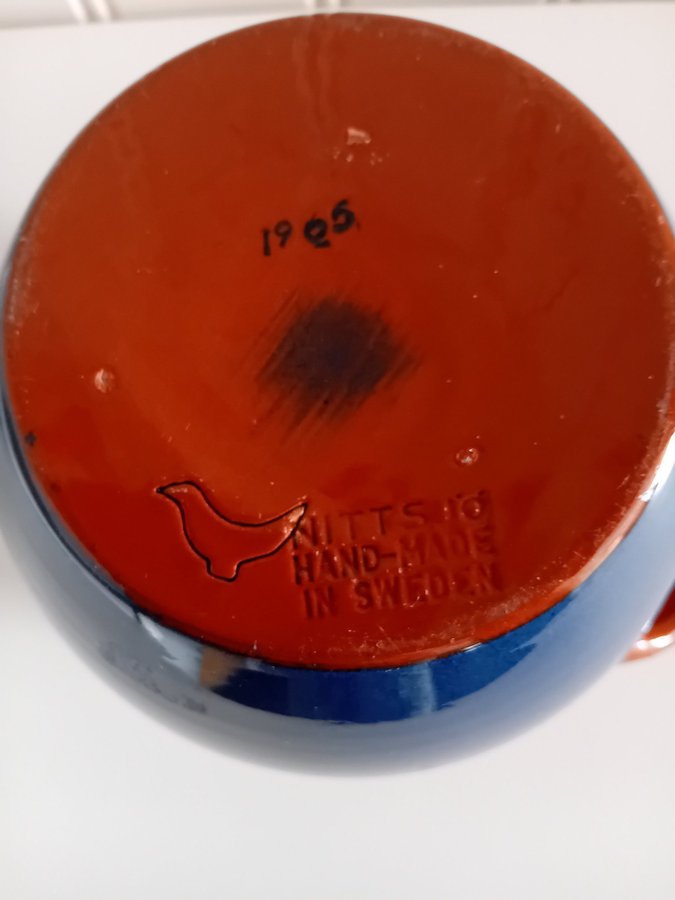 1965
NITTSJÖ
HAND-MADE
IN SWEDEN